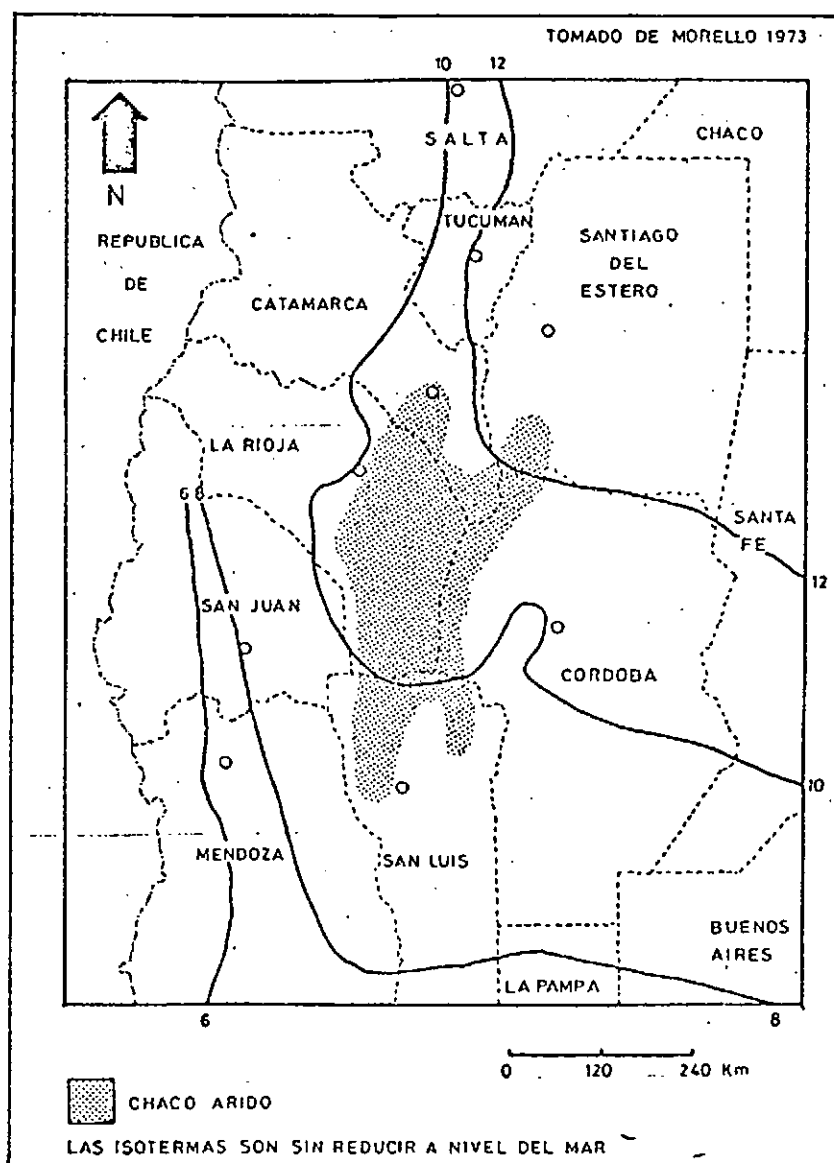 TOMADO DE MORELLO 1973
10 12
SALTA
CHACO
N
TUCUMAN
REPUBLICA
DE
CHILE
SANTIAGO
DEL
ESTERO
CATAMARCA
LA RIOJA
6 8
SANTA
FE
12
SAN JUAN
CORDOBA
10
MENDOZA
SAN LUIS
BUENOS
AIRES
LA PAMPA
6
8
0 120 240 Km
CHACO ARIDO
LAS ISOTERMAS SON SIN REDUCIR A NIVEL DEL MAR